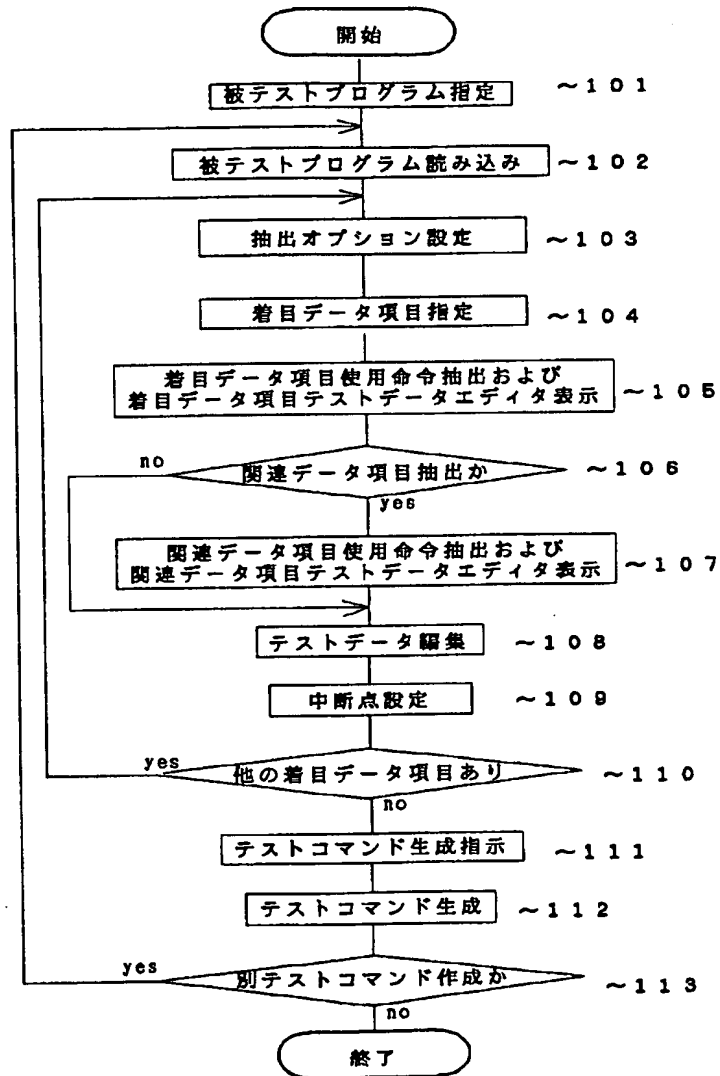 開始
被テストプログラム指定 ～101
被テストプログラム読み込み ～102
抽出オプション設定 ～103
着目データ項目指定 ～104
着目データ項目使用命令抽出および
着目データ項目テストデータエディタ表示 ～105
no
関連データ項目抽出か ～106
yes
関連データ項目使用命令抽出および
関連データ項目テストデータエディタ表示 ～107
テストデータ編集 ～108
中断点設定 ～109
yes
他の着目データ項目あり ～110
no
テストコマンド生成指示 ～111
テストコマンド生成 ～112
yes
別テストコマンド作成か ～113
no
終了